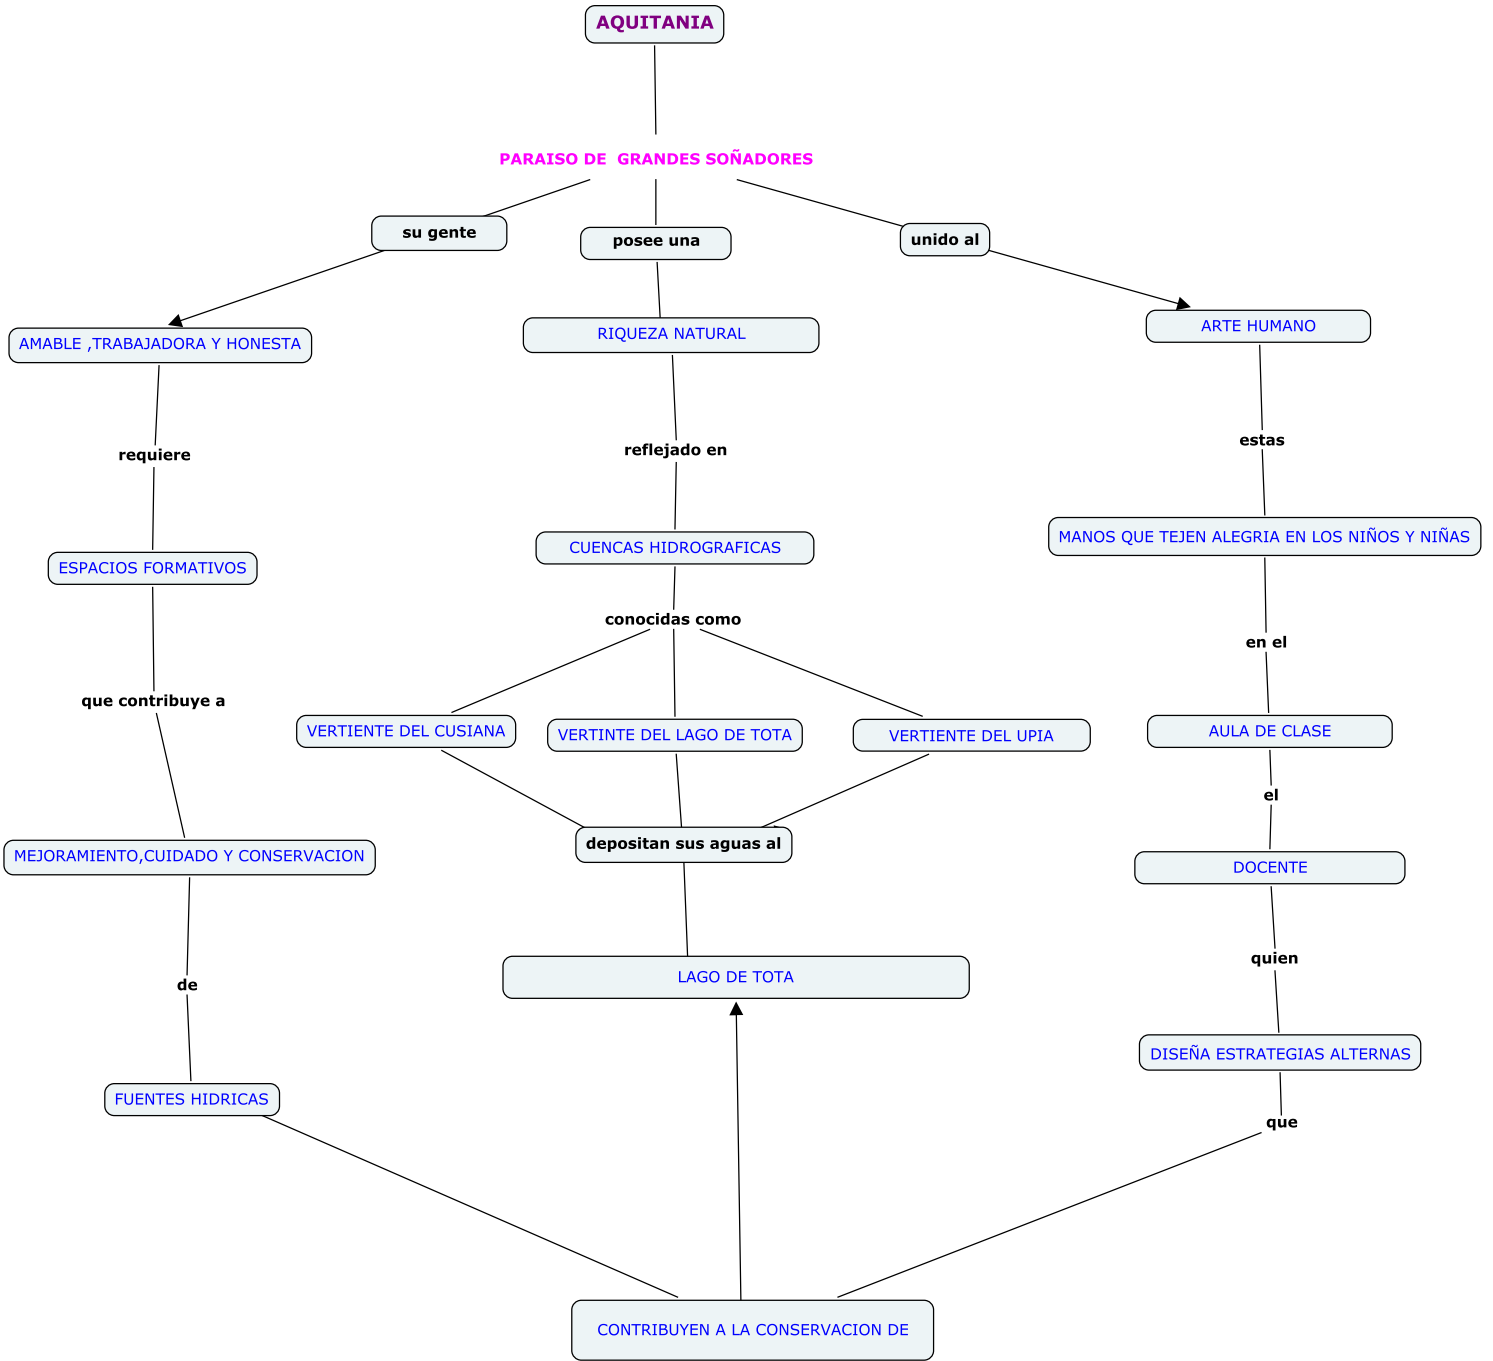 AQUITANIA
PARAISO DE  GRANDES SOÑADORES
su gente
posee una
unido al
AMABLE ,TRABAJADORA Y HONESTA
RIQUEZA NATURAL
ARTE HUMANO
requiere
reflejado en
estas
ESPACIOS FORMATIVOS
CUENCAS HIDROGRAFICAS
MANOS QUE TEJEN ALEGRIA EN LOS NIÑOS Y NIÑAS
conocidas como
en el
que contribuye a
VERTIENTE DEL CUSIANA
VERTINTE DEL LAGO DE TOTA
VERTIENTE DEL UPIA
AULA DE CLASE
el
depositan sus aguas al
MEJORAMIENTO,CUIDADO Y CONSERVACION
DOCENTE
de
LAGO DE TOTA
quien
FUENTES HIDRICAS
DISEÑA ESTRATEGIAS ALTERNAS
que
CONTRIBUYEN A LA CONSERVACION DE